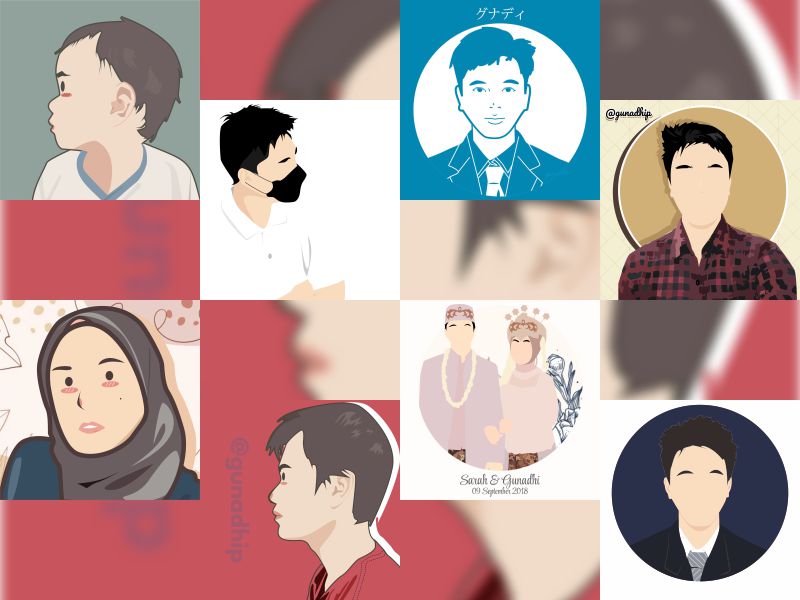 グナディ
@gunadhip
Sarah & Gunadhi
09 September 2018
@gunadhip